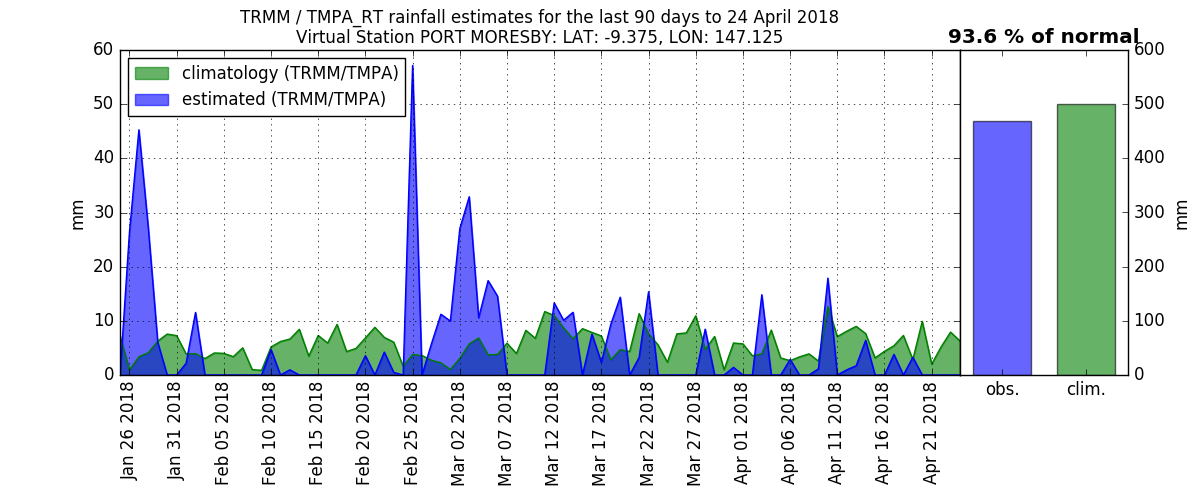 TRMM / TMPA_RT rainfall estimates for the last 90 days to 24 April 2018
Virtual Station PORT MORESBY: LAT: -9.375, LON: 147.125
93.6 % of normal
climatology (TRMM/TMPA)
estimated (TRMM/TMPA)
60
50
40
30
20
10
0
mm
Jan 26 2018
Jan 31 2018
Feb 05 2018
Feb 10 2018
Feb 15 2018
Feb 20 2018
Feb 25 2018
Mar 02 2018
Mar 07 2018
Mar 12 2018
Mar 17 2018
Mar 22 2018
Mar 27 2018
Apr 01 2018
Apr 06 2018
Apr 11 2018
Apr 16 2018
Apr 21 2018
600
500
400
300
200
100
0
mm
obs.
clim.